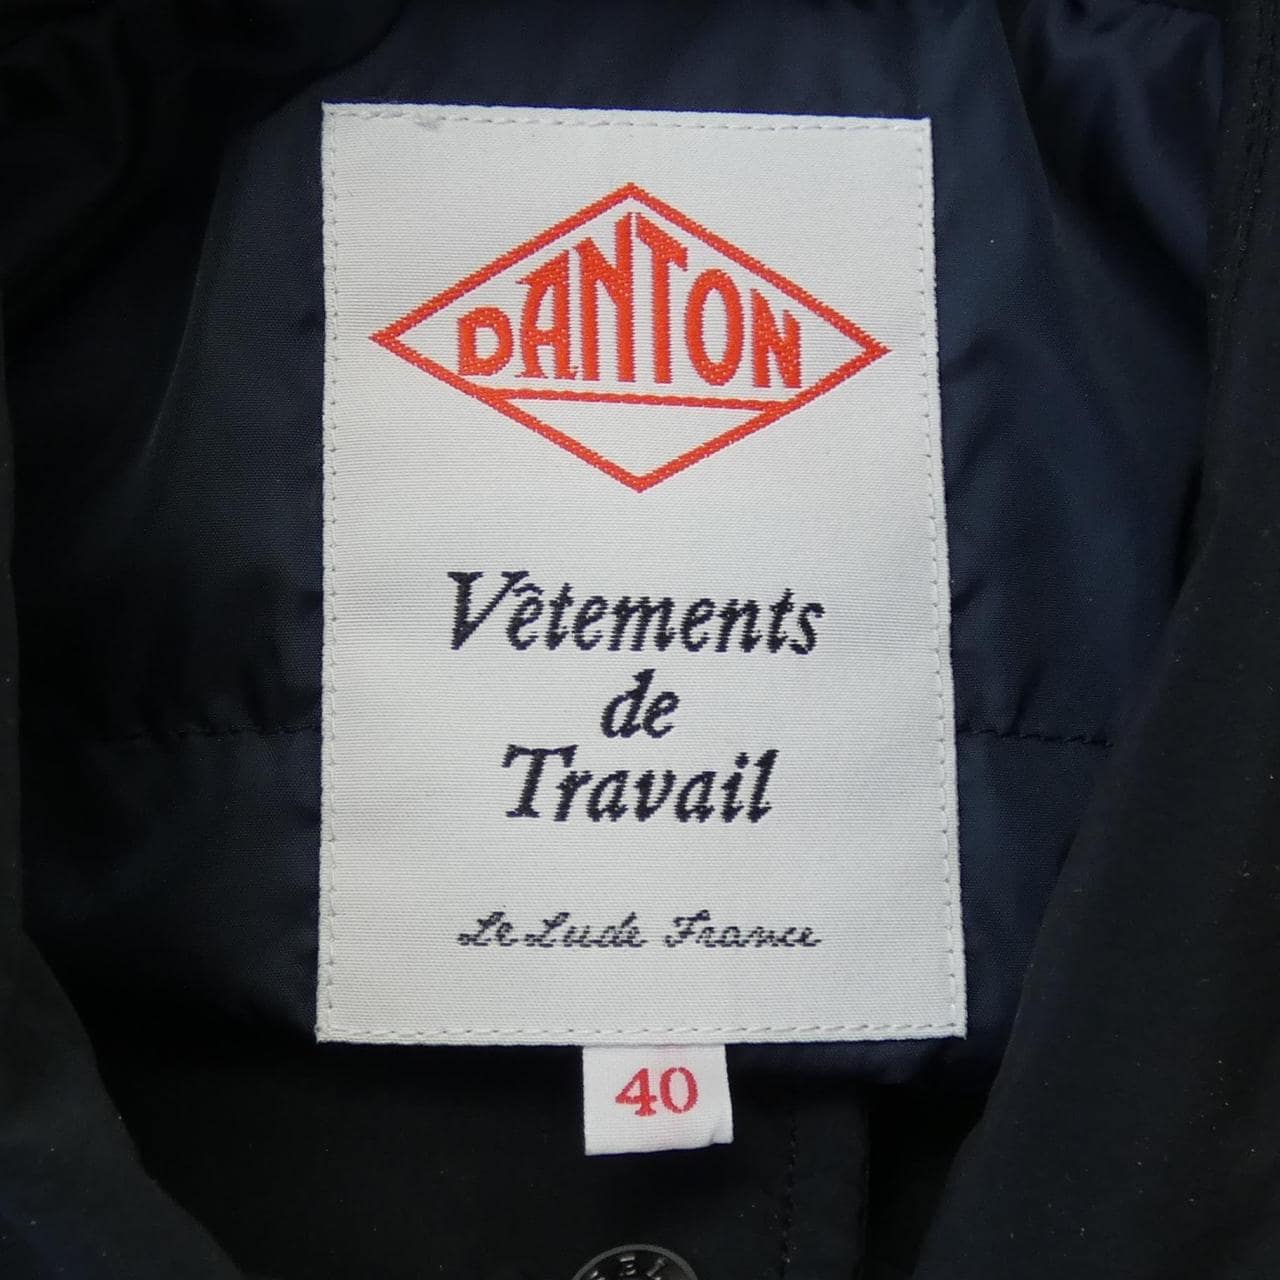 DANTON
Vêtements
de
Travail
Le Lude France
40